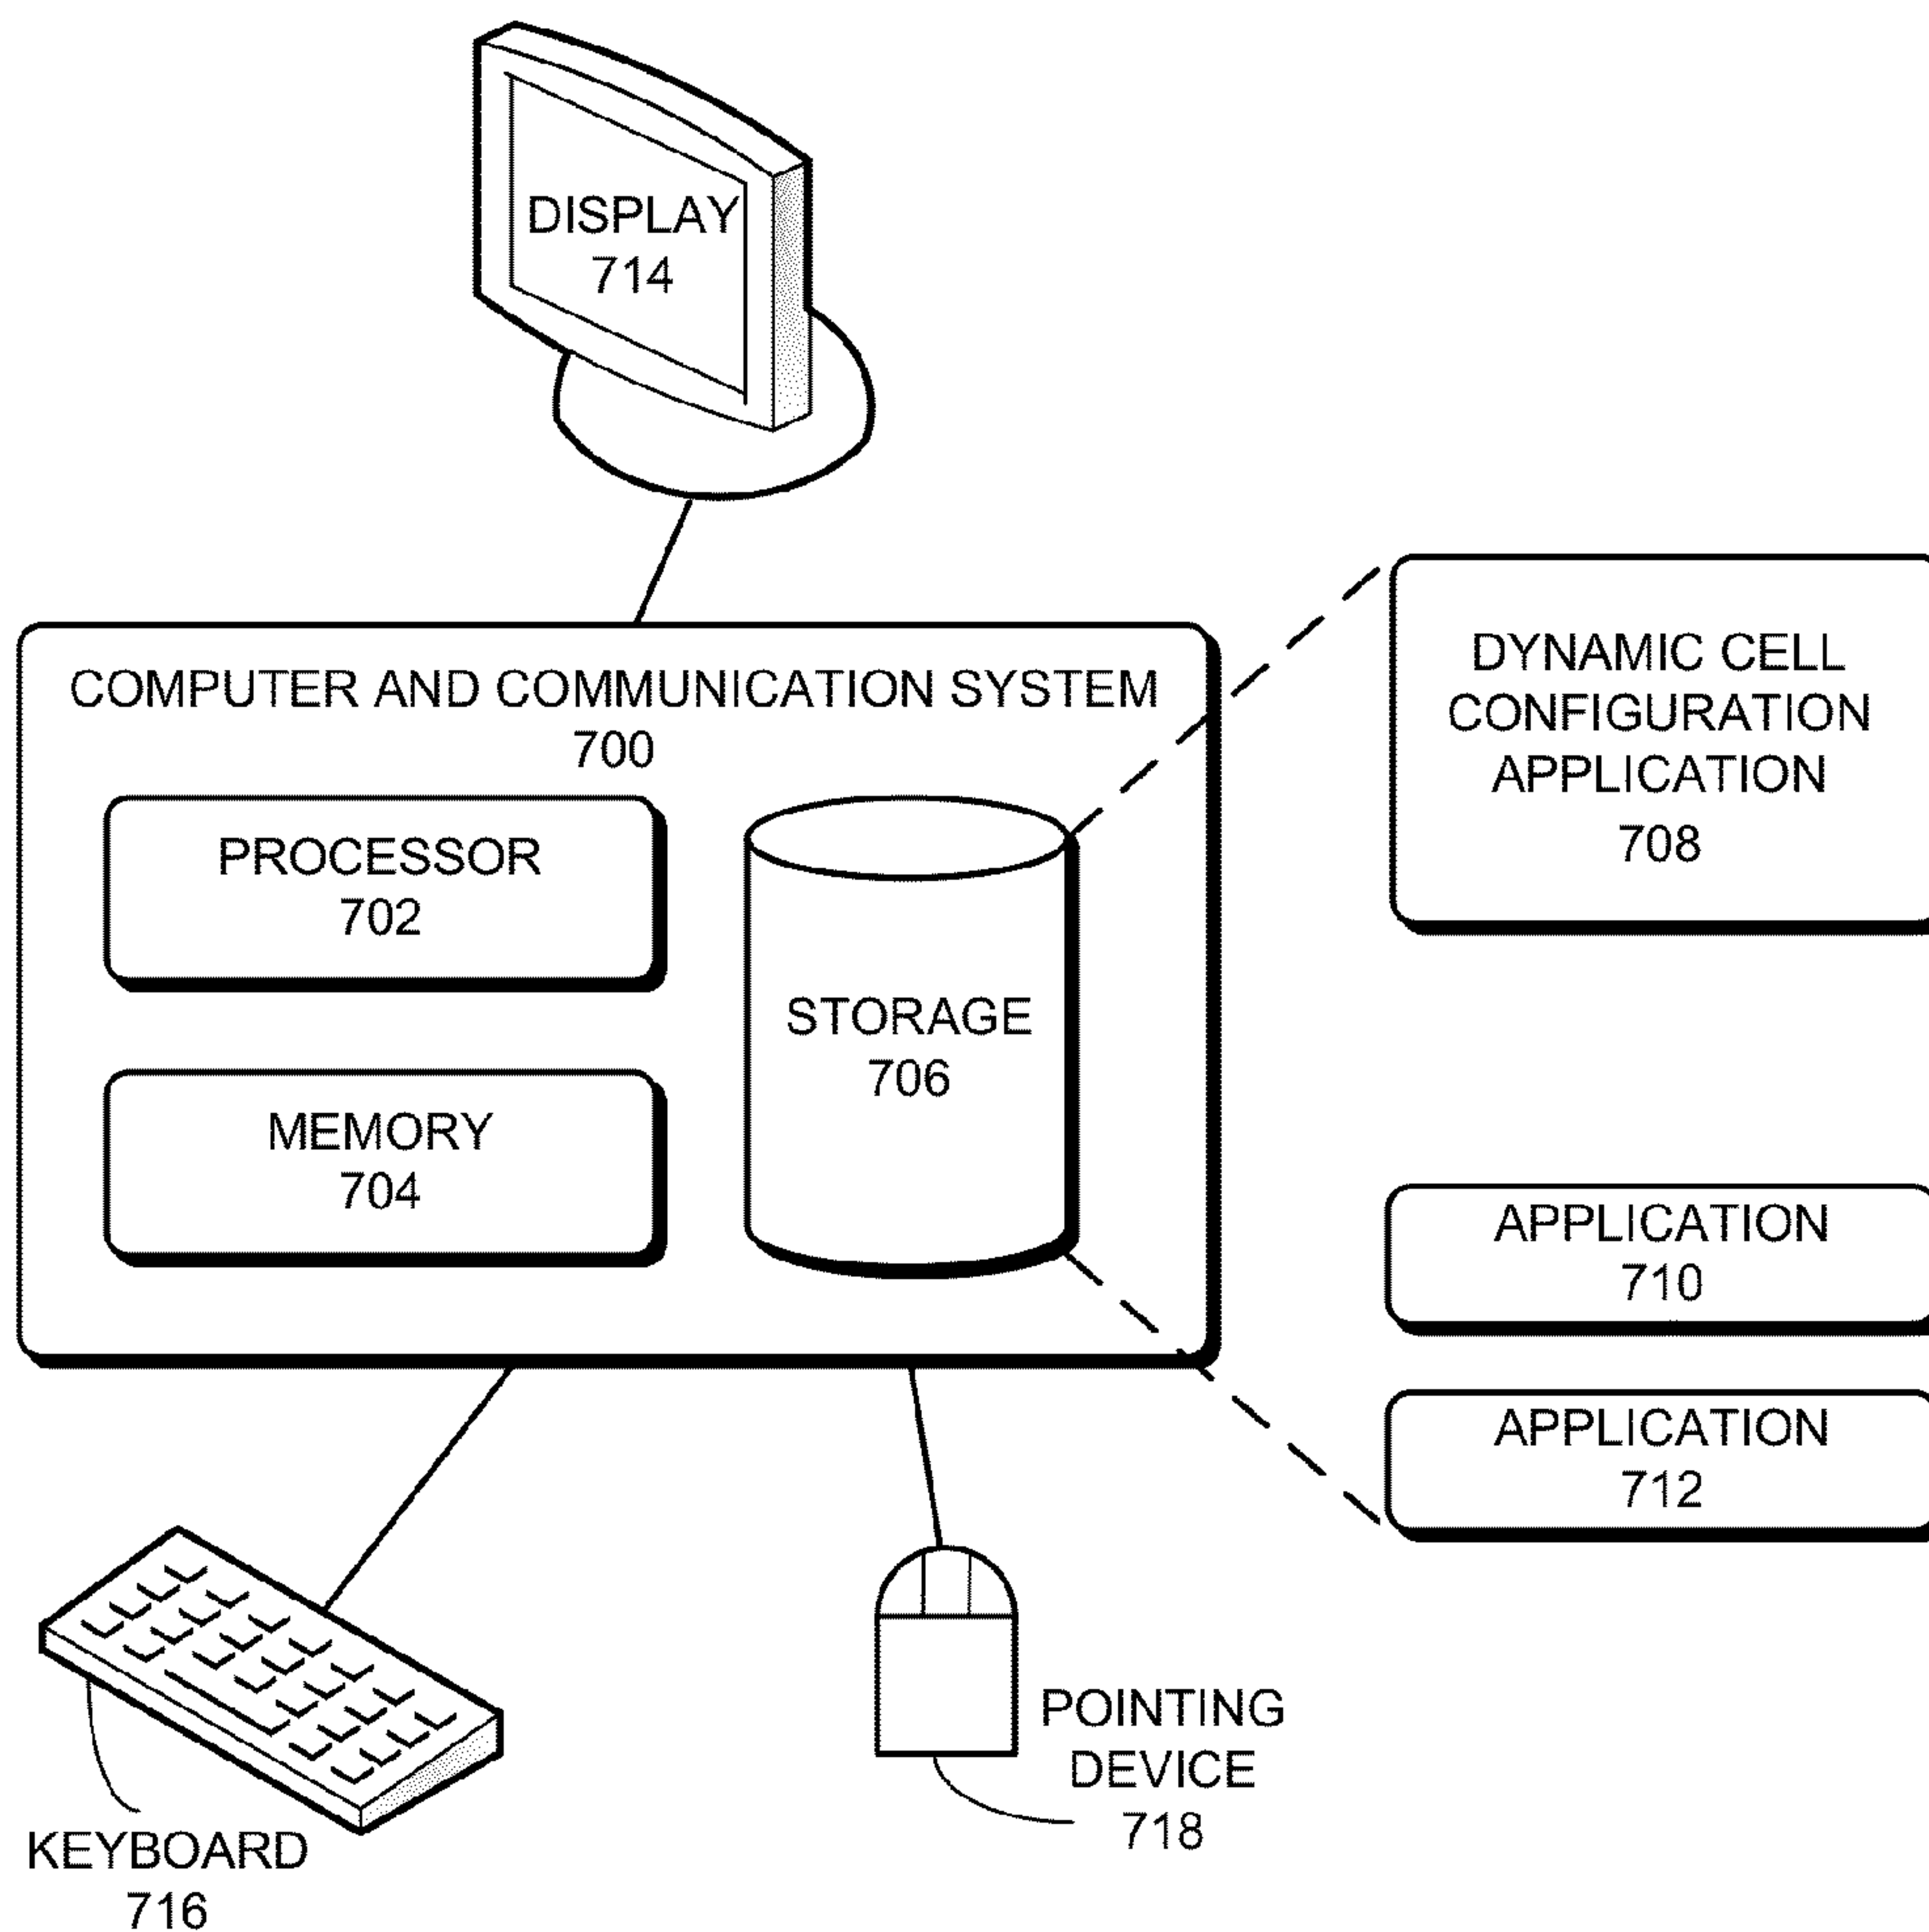 DISPLAY
714
COMPUTER AND COMMUNICATION SYSTEM
700
PROCESSOR
702
MEMORY
704
STORAGE
706
DYNAMIC CELL
CONFIGURATION
APPLICATION
708
APPLICATION
710
APPLICATION
712
KEYBOARD
716
POINTING
DEVICE
718